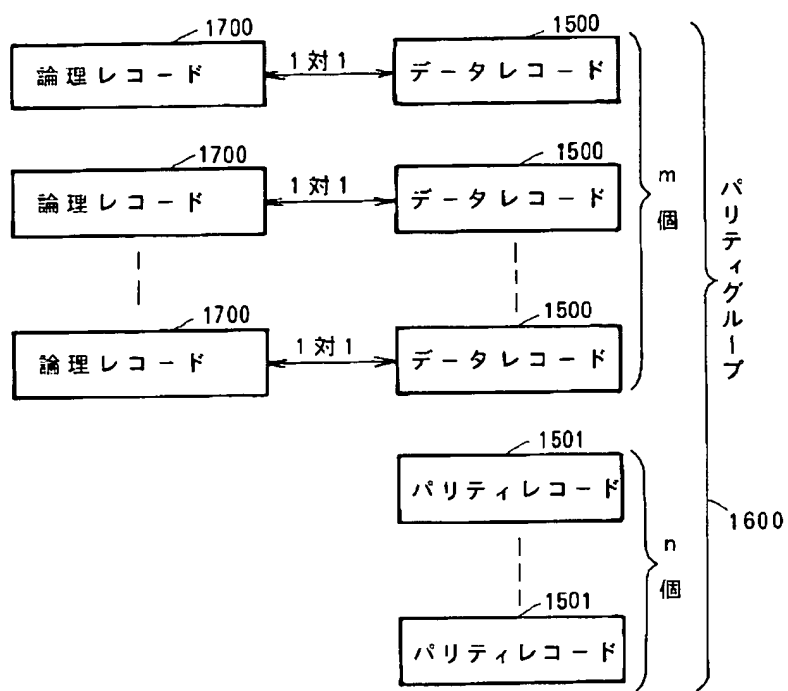 1700
論理レコード
1対1
1500
データレコード
1700
論理レコード
1対1
1500
データレコード
m個
1700
論理レコード
1対1
1500
データレコード
パリティグループ
1501
パリティレコード
n個
1600
1501
パリティレコード